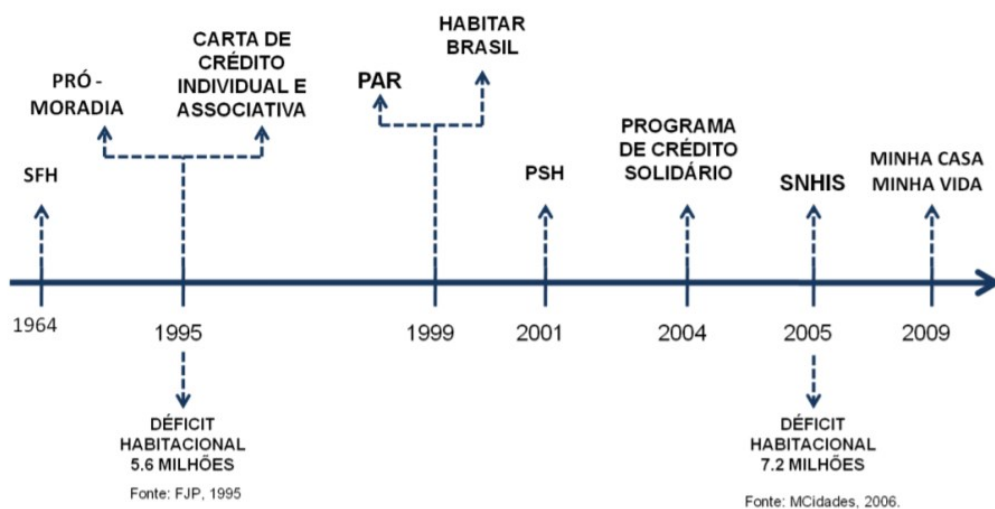 SFH
PRÓ -
MORADIA
CARTA DE
CRÉDITO
INDIVIDUAL E
ASSOCIATIVA
PAR
HABITAR
BRASIL
PSH
PROGRAMA
DE CRÉDITO
SOLIDÁRIO
SNHIS
MINHA CASA
MINHA VIDA
1964
1995
1999
2001
2004
2005
2009
DÉFICIT
HABITACIONAL
5.6 MILHÕES
Fonte: FJP, 1995
DÉFICIT
HABITACIONAL
7.2 MILHÕES
Fonte: MCidades, 2006.